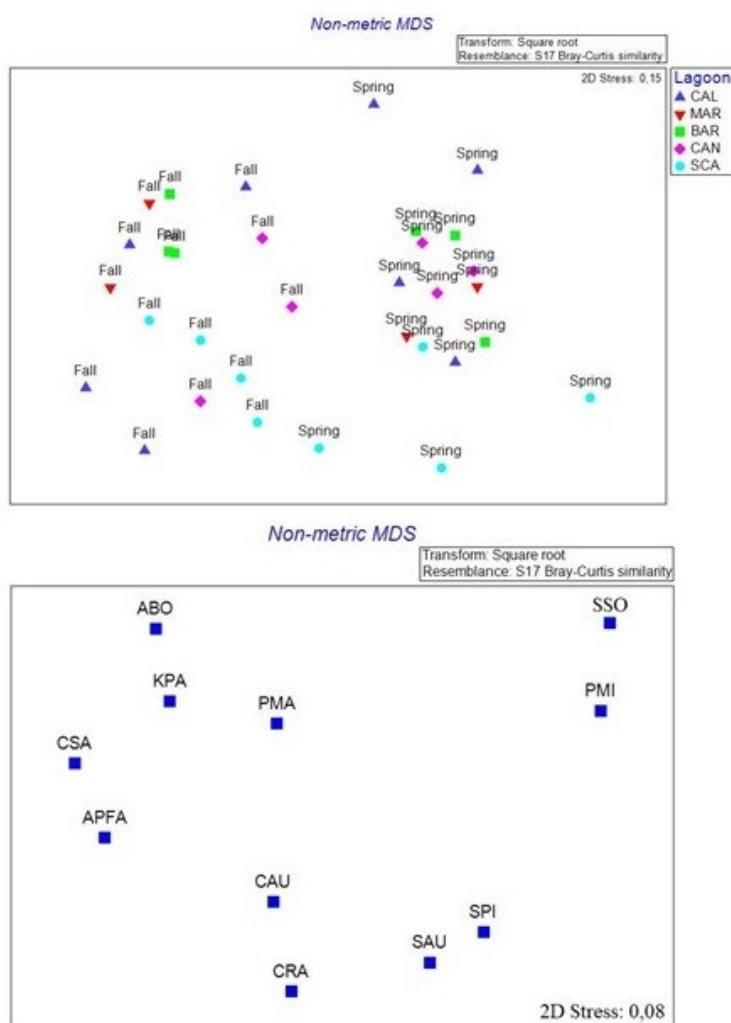 Non-metric MDS
Transform: Square root
Resemblance: S17 Bray-Curtis similarity
2D Stress: 0,15
Lagoon
CAL
MAR
BAR
CAN
SCA
Spring
Spring
Fall
Fall
Fall
Fall
Fall
Fall
Fall
Spring
Spring
Spring
Spring
Spring
Spring
Spring
Fall
Fall
Fall
Fall
Spring
Spring
Spring
Fall
Fall
Fall
Spring
Fall
Fall
Spring
Spring
Non-metric MDS
Transform: Square root
Resemblance: S17 Bray-Curtis similarity
ABO
SSO
KPA
PMA
PMI
CSA
APFA
CAU
SPI
SAU
CRA
2D Stress: 0,08